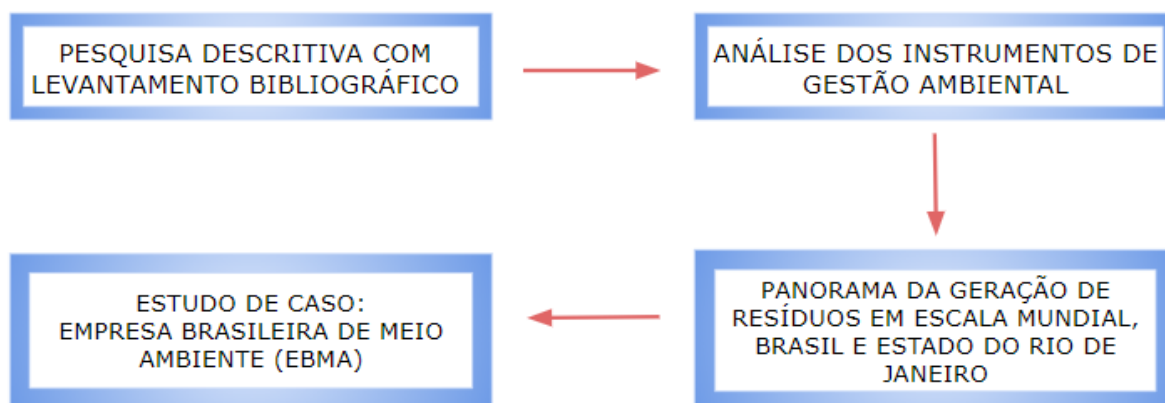 PESQUISA DESCRITIVA COM
LEVANTAMENTO BIBLIOGRÁFICO
ANÁLISE DOS INSTRUMENTOS DE
GESTÃO AMBIENTAL
PANORAMA DA GERAÇÃO DE
RESÍDUOS EM ESCALA MUNDIAL,
BRASIL E ESTADO DO RIO DE
JANEIRO
ESTUDO DE CASO:
EMPRESA BRASILEIRA DE MEIO
AMBIENTE (EBMA)